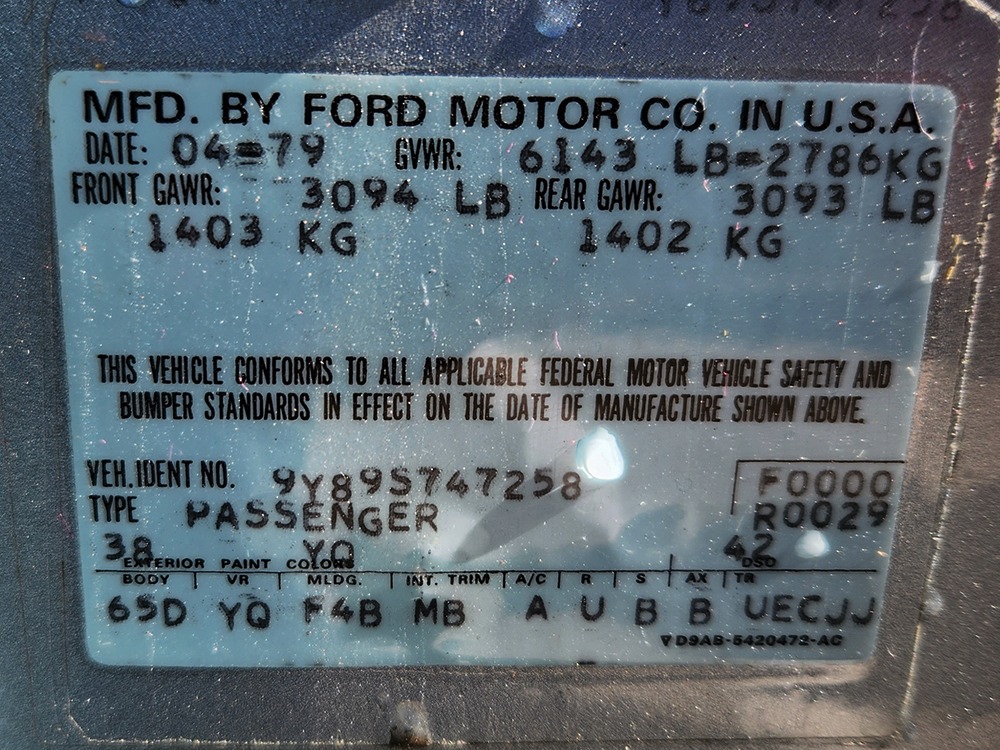 MFD. BY FORD MOTOR CO. IN U.S.A.
DATE: 04-79 GVWR: 6143 LB-2786KG
FRONT GAWR: 3094 LB REAR GAWR: 3093 LB
1403 KG 1402 KG
THIS VEHICLE CONFORMS TO ALL APPLICABLE FEDERAL MOTOR VEHICLE SAFETY AND
BUMPER STANDARDS IN EFFECT ON THE DATE OF MANUFACTURE SHOWN ABOVE.
VEH. IDENT NO. 9Y89S747258 F0000
TYPE PASSENGER R0029
38 YQ 42
EXTERIOR PAINT COLORS DSO
BODY VR MLDG. INT. TRIM A/C R S AX TR
65D YQ F4B MB A U B B UECJJ
▼D9AB-5420472-AC